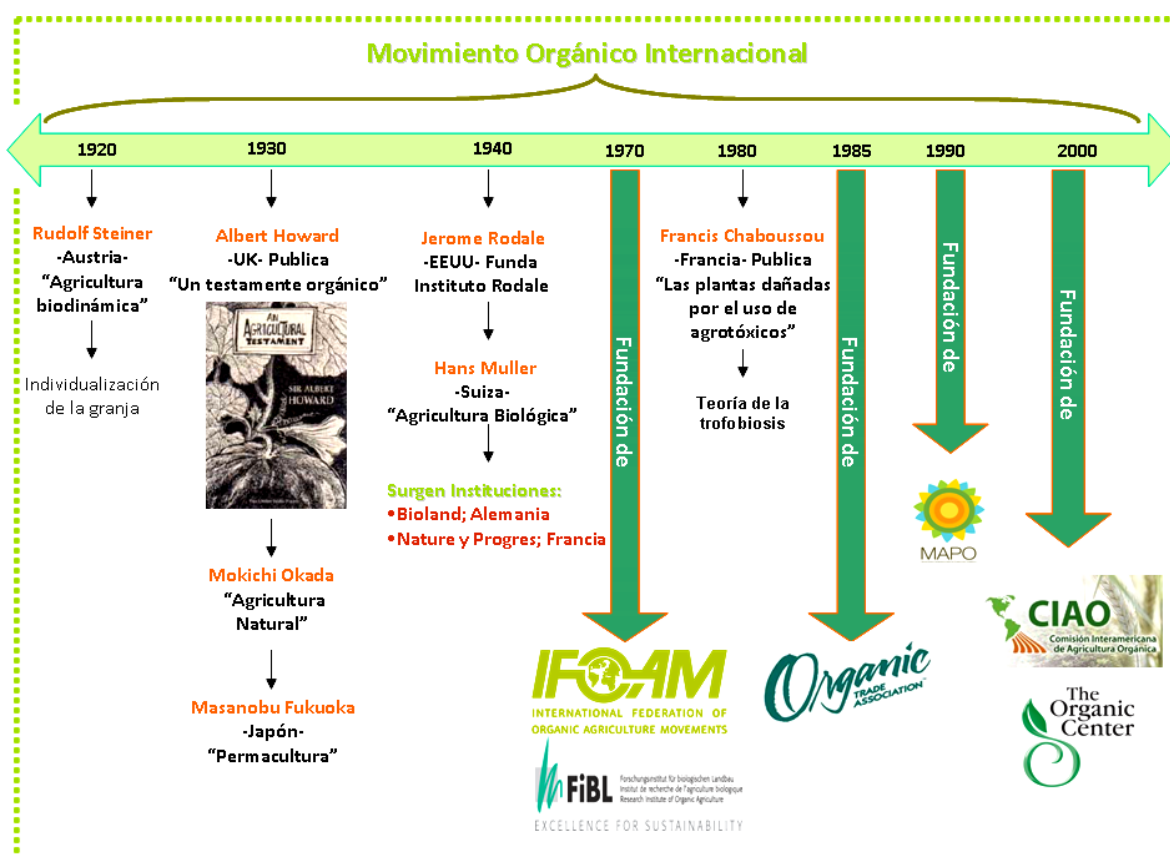 Movimiento Orgánico Internacional
1920
1930
1940
1970
1980
1985
1990
2000
Rudolf Steiner
-Austria-
“Agricultura
biodinámica”
Individualización
de la granja
Albert Howard
-UK- Publica
“Un testamente orgánico”
AN
AGRICULTURAL
TESTAMENT
SIR ALBERT
HOWARD
Mokichi Okada
“Agricultura
Natural”
Masanobu Fukuoka
-Japón-
“Permacultura”
Jerome Rodale
-EEUU- Funda
Instituto Rodale
Hans Muller
-Suiza-
“Agricultura Biológica”
Surgen Instituciones:
•Bioland; Alemania
•Nature y Progres; Francia
Fundación de
IFOAM
INTERNATIONAL FEDERATION OF
ORGANIC AGRICULTURE MOVEMENTS
FiBL
Forschungsinstitut für biologischen Landbau
Institut de recherche de l'agriculture biologique
Research Institute of Organic Agriculture
EXCELLENCE FOR SUSTAINABILITY
Francis Chaboussou
-Francia- Publica
“Las plantas dañadas
por el uso de
agrotóxicos”
Teoría de la
trofobiosis
Fundación de
Organic
TRADE
ASSOCIATION
Fundación de
MAPO
Fundación de
CIAO
Comisión Interamericana
de Agricultura Orgánica
The
Organic
Center